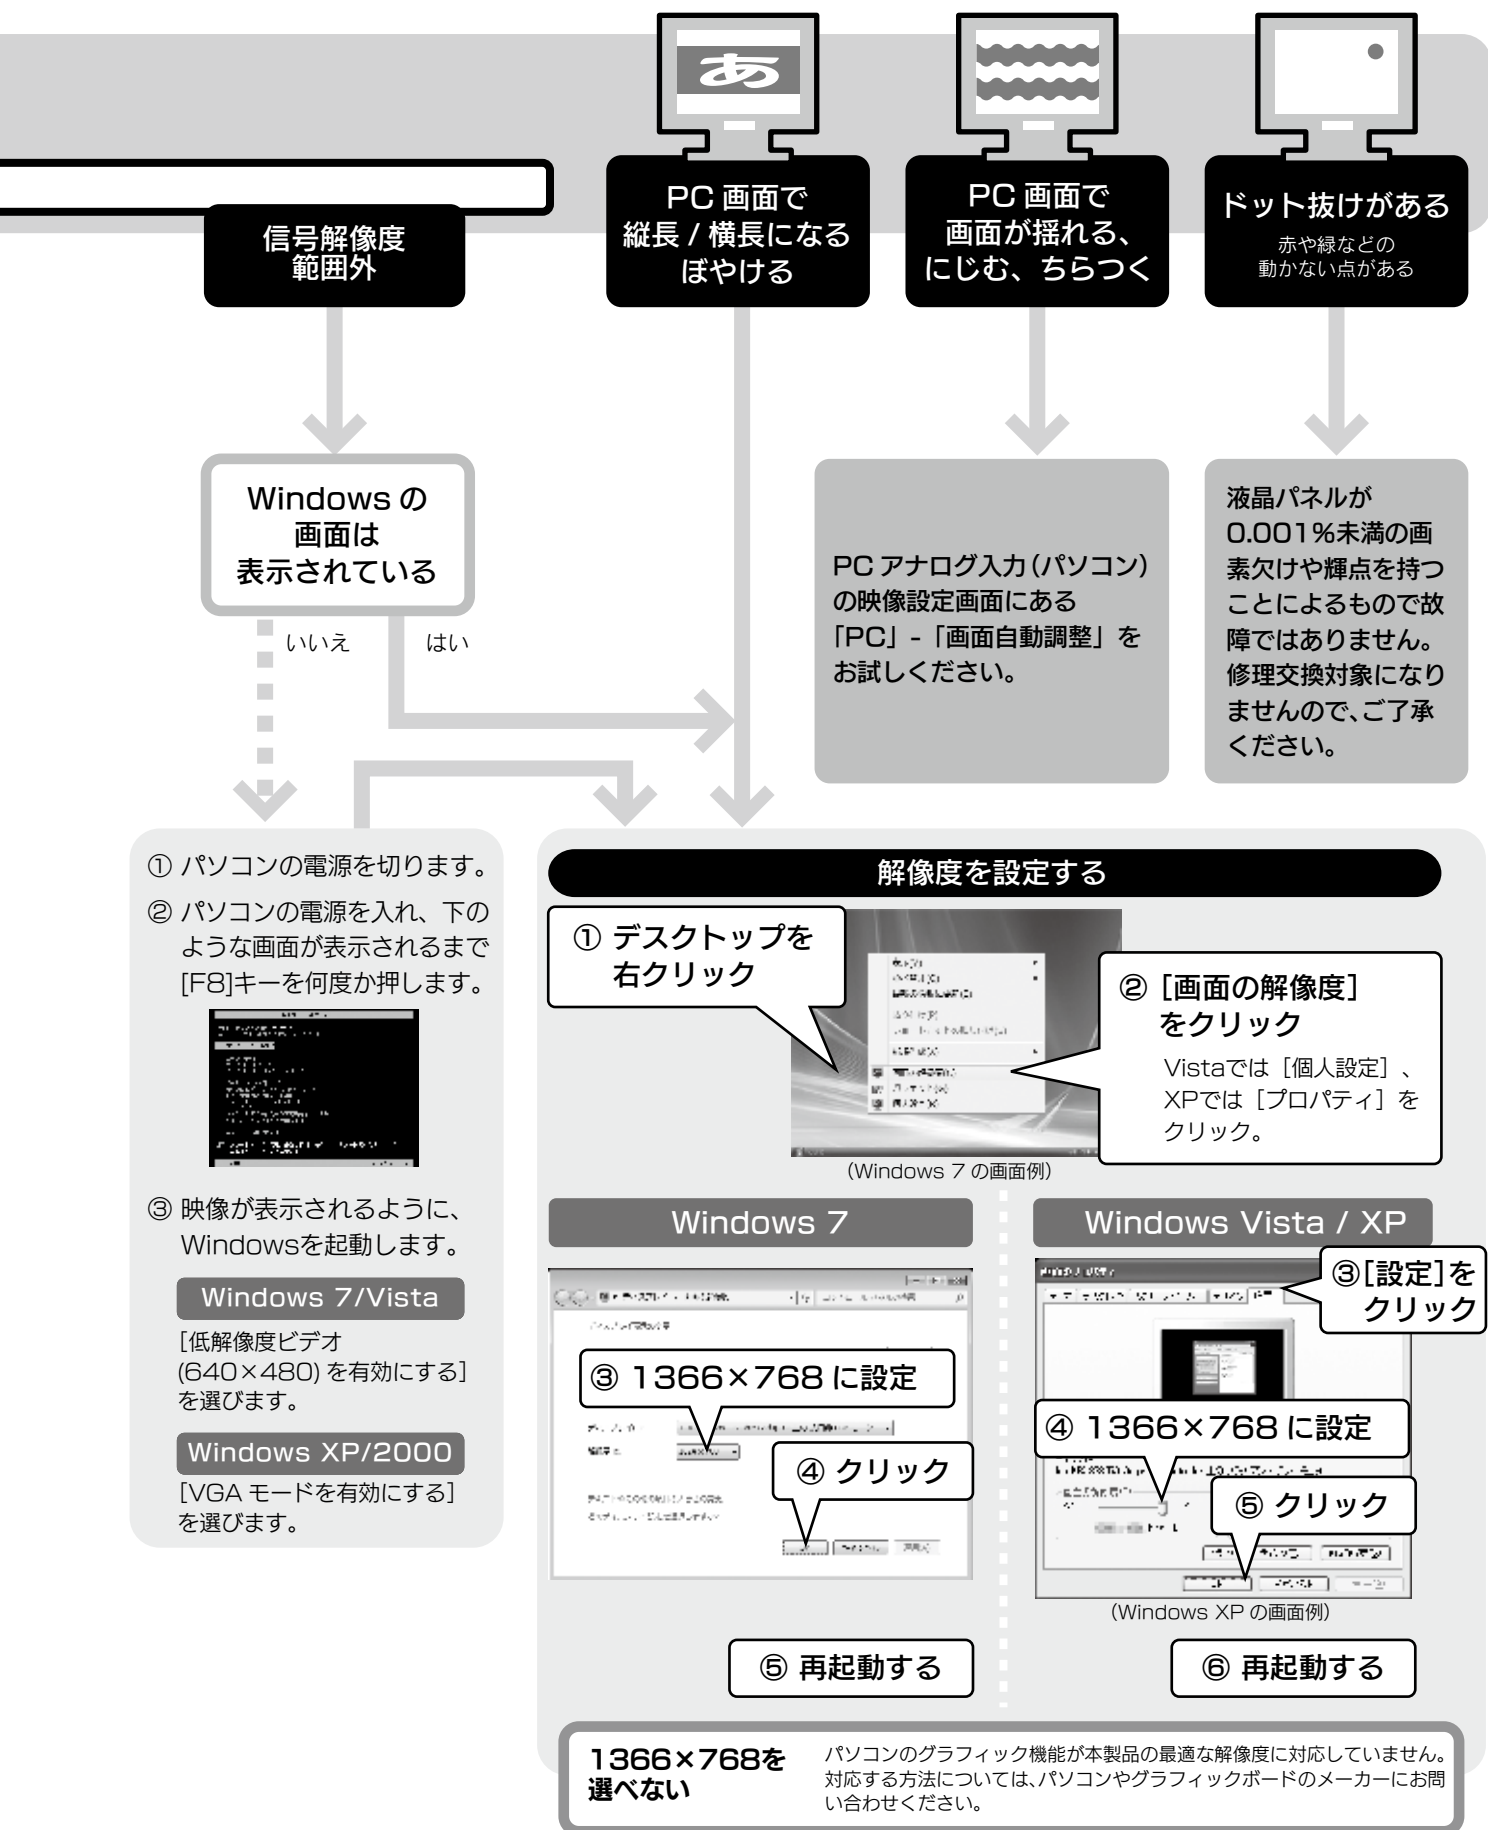 あ
PC 画面で
縦長 / 横長になる
ぼやける
PC 画面で
画面が揺れる、
にじむ、ちらつく
ドット抜けがある
赤や緑などの
動かない点がある
信号解像度
範囲外
Windows の
画面は
表示されている
いいえ
はい
PC アナログ入力(パソコン)
の映像設定画面にある
「PC」-「画面自動調整」を
お試しください。
液晶パネルが
0.001%未満の画
素欠けや輝点を持つ
ことによるもので故
障ではありません。
修理交換対象になり
ませんので、ご了承
ください。
① パソコンの電源を切ります。
② パソコンの電源を入れ、下の
ような画面が表示されるまで
[F8]キーを何度か押します。
③ 映像が表示されるように、
Windowsを起動します。
Windows 7/Vista
[低解像度ビデオ
(640×480) を有効にする]
を選びます。
Windows XP/2000
[VGA モードを有効にする]
を選びます。
解像度を設定する
① デスクトップを
右クリック
② [画面の解像度]
をクリック
Vistaでは [個人設定] 、
XPでは [プロパティ] を
クリック。
(Windows 7 の画面例)
Windows 7
③ 1366×768 に設定
④ クリック
⑤ 再起動する
Windows Vista / XP
③[設定]を
クリック
④ 1366×768 に設定
⑤ クリック
(Windows XP の画面例)
⑥ 再起動する
1366×768を
選べない
パソコンのグラフィック機能が本製品の最適な解像度に対応していません。
対応する方法については、パソコンやグラフィックボードのメーカーにお問
い合わせください。